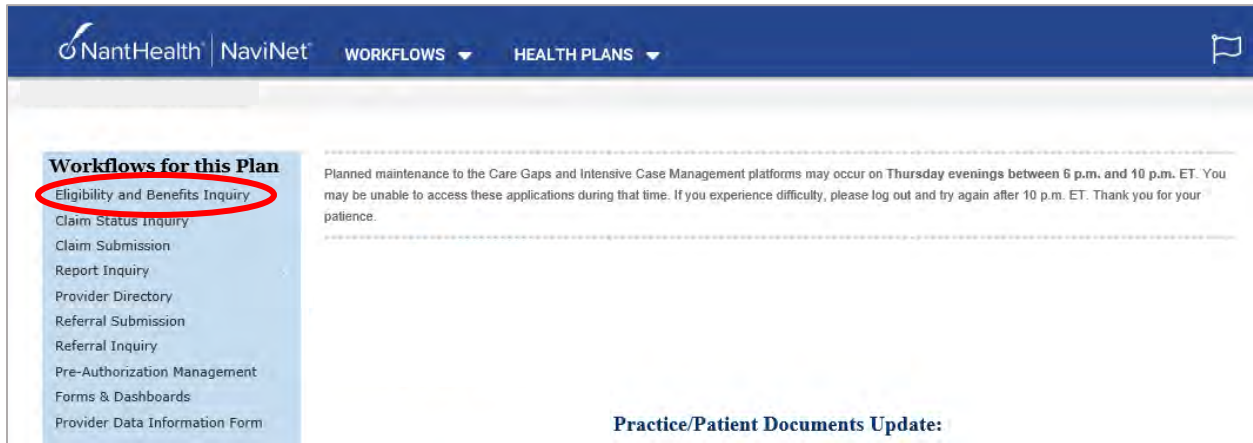 NantHealth | NaviNet WORKFLOWS HEALTH PLANS
Workflows for this Plan
Eligibility and Benefits Inquiry
Claim Status Inquiry
Claim Submission
Report Inquiry
Provider Directory
Referral Submission
Referral Inquiry
Pre-Authorization Management
Forms & Dashboards
Provider Data Information Form
Planned maintenance to the Care Gaps and Intensive Case Management platforms may occur on Thursday evenings between 6 p.m. and 10 p.m. ET. You
may be unable to access these applications during that time. If you experience difficulty, please log out and try again after 10 p.m. ET. Thank you for your
patience.
Practice/Patient Documents Update: